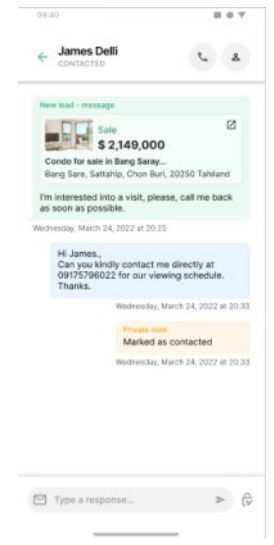 09:40
James Delli
CONTACTED
New lead - message
Sale
$ 2,149,000
Condo for sale in Bang Saray...
Bang Sare, Sattahip, Chon Buri, 20250 Tahiland
I'm interested into a visit, please, call me back
as soon as possible.
Wednesday, March 24, 2022 at 20:25
Hi James.,
Can you kindly contact me directly at
09175796022 for our viewing schedule.
Thanks.
Wednesday, March 24, 2022 at 20:33
Private note
Marked as contacted
Wednesday, March 24, 2022 at 20:33
Type a response...